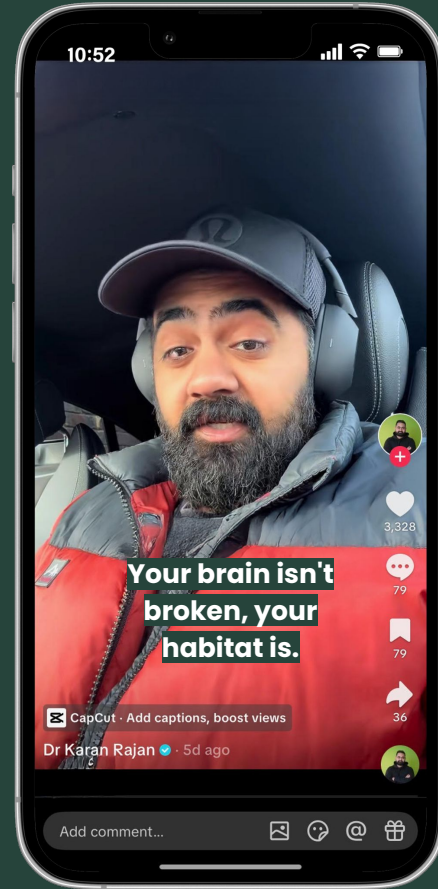 10:52
3,328
79
79
36
Your brain isn't
broken, your
habitat is.
CapCut · Add captions, boost views
Dr Karan Rajan · 5d ago
Add comment...